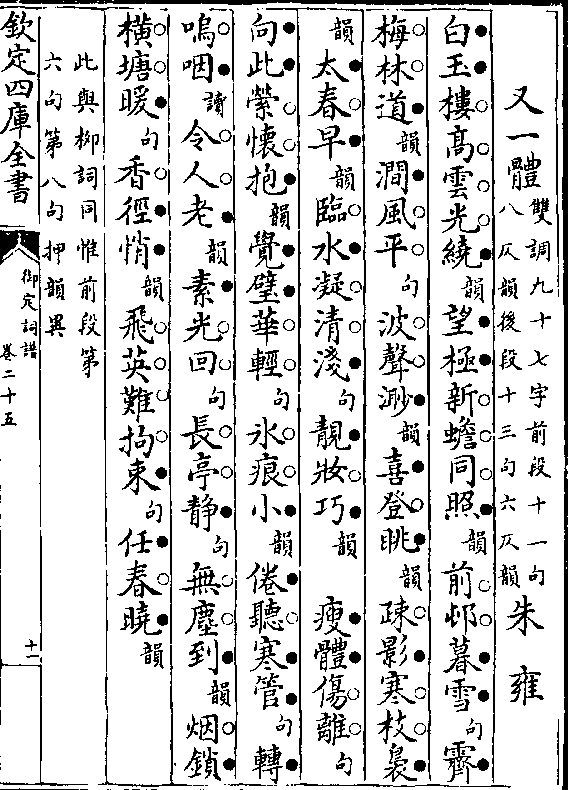 又一體 雙調九十七字前段十一句
八仄韻後段十三句六仄韻 朱雍
白玉樓髙雲光繞韻望極新蟾同照韻前邨暮雪句霽
梅林道韻澗風平句波聲渺韻喜登眺韻疎影寒枝裊
韻太春早韻臨水凝清淺句靚妝巧韻 瘦體傷離句
向此縈懷抱韻覺璧華輕句氷痕小韻倦聽寒管句轉
嗚咽讀令人老韻素光回句長亭静句無塵到韻烟鎖
橫塘暖句香徑悄韻飛英難拘束句任春曉韻
此與栁詞同惟前段第
六句第八句押韻異
欽定四庫全書 御定詞譜 卷二十五 十一